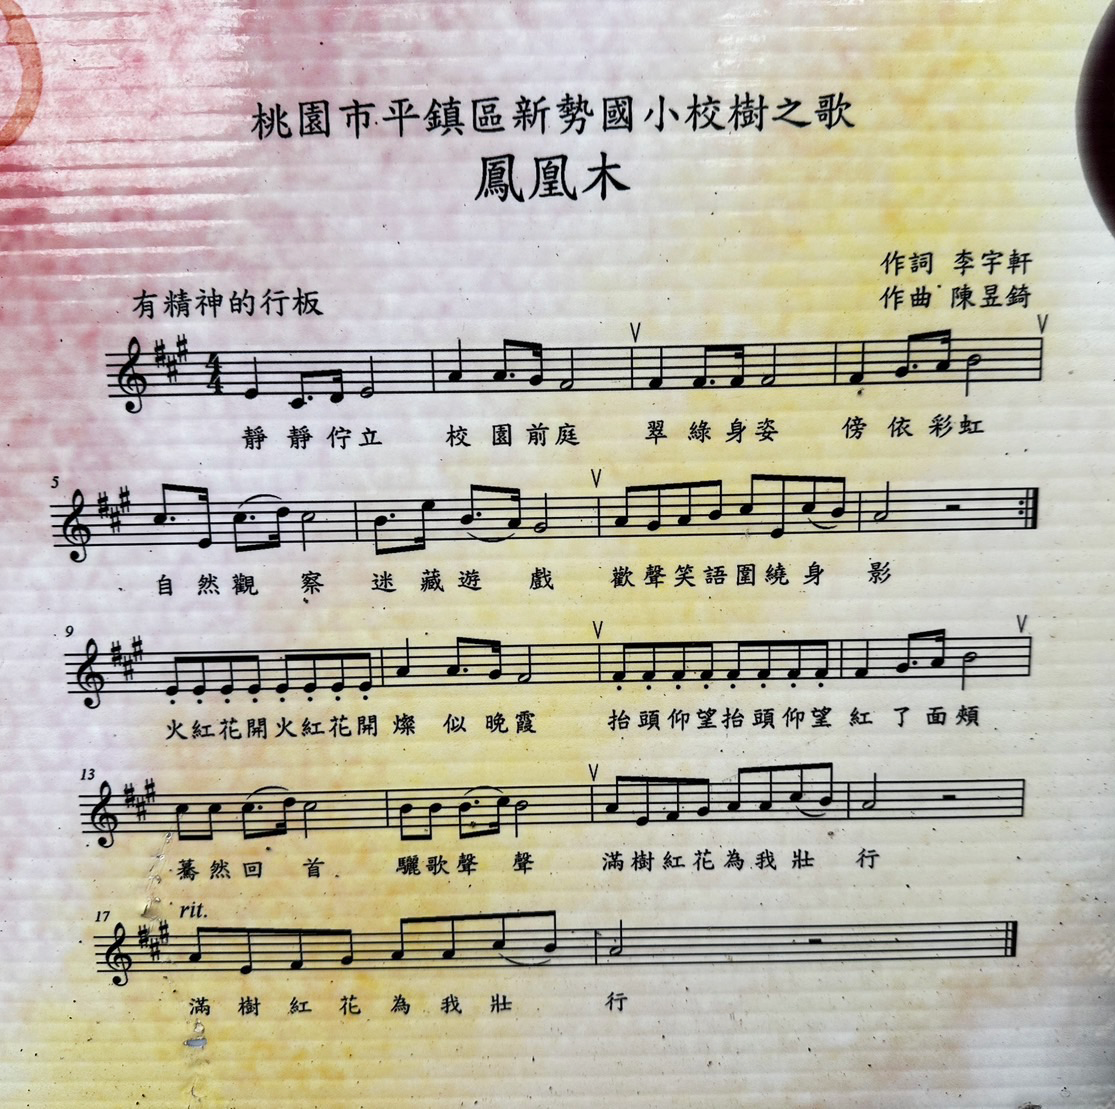 桃園市平鎮區新勢國小校樹之歌
鳳凰木
作詞 李宇軒
有精神的行板
作曲 陳昱錡
4
4
靜 靜 佇 立 校 園 前 庭 翠 綠 身 姿 傍 依 彩 虹
5
自 然 觀 察 迷 藏 遊 戲 歡 聲 笑 語 圍 繞 身 影
9
火 紅 花 開 火 紅 花 開 燦 似 晚 霞 抬 頭 仰 望 抬 頭 仰 望 紅 了 面 頰
13
驀 然 回 首 驪 歌 聲 聲 滿 樹 紅 花 為 我 壯 行
17
rit.
滿 樹 紅 花 為 我 壯 行